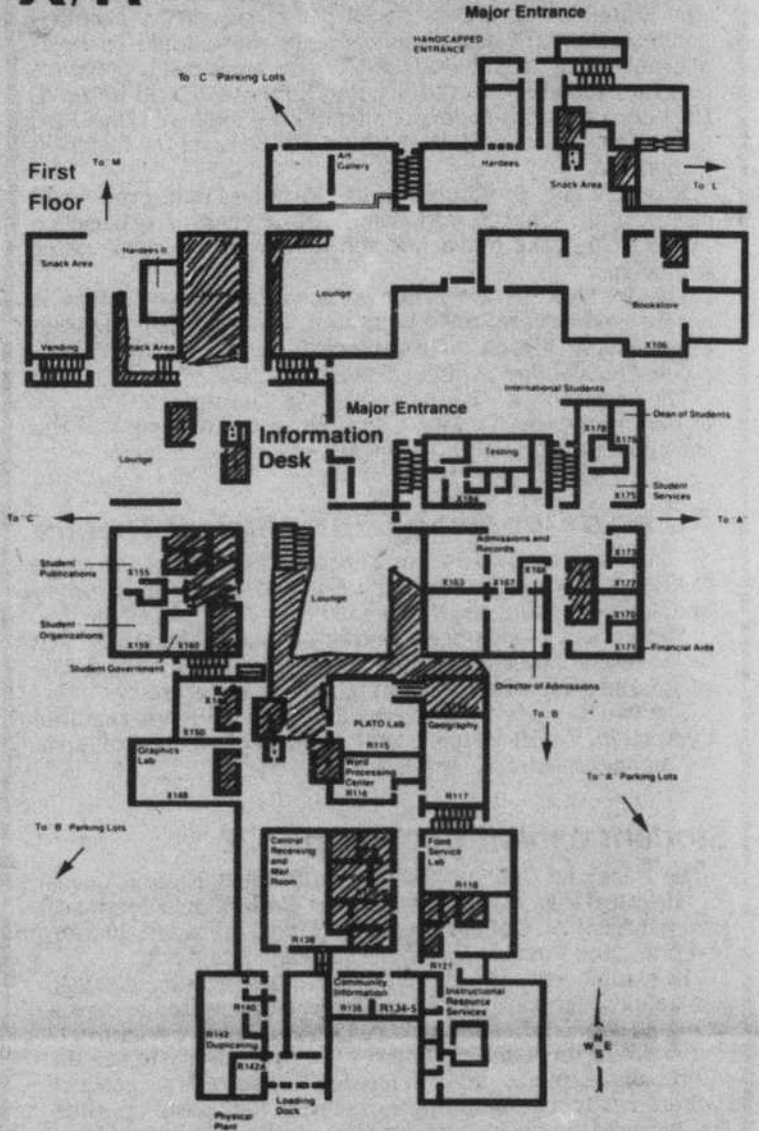 X/R
Major Entrance
HANDICAPPED
ENTRANCE
To "C" Parking Lots
First
Floor
To "M"
Art
Gallery
Hardees
Snack Area
To "L"
Snack Area
Hardees II
Lounge
Bookstore
Vending
Snack Area
X106
International Students
Major Entrance
Information
Desk
Lounge
Testing
X178
X176
Dean of Students
Student
Services
X175
X184
To "C"
To "A"
Admissions and
Records
Student
Publications
X155
Lounge
X163
X167
X166
X173
X172
X170
X171
Student
Organizations
X159
X160
Student Government
Financial Aids
Director of Admissions
To "B"
X150
PLATO Lab
R115
Geography
Graphics
Lab
X148
Word
Processing
Center
R116
R117
To "A" Parking Lots
To "B" Parking Lots
Central
Receiving
and
Mail
Room
R138
Food
Service
Lab
R118
R121
Community
Information
R136
R134-5
Instructional
Resource
Services
R140
R142
Duplicating
R142A
Physical
Plant
Loading
Dock
N
W E
S